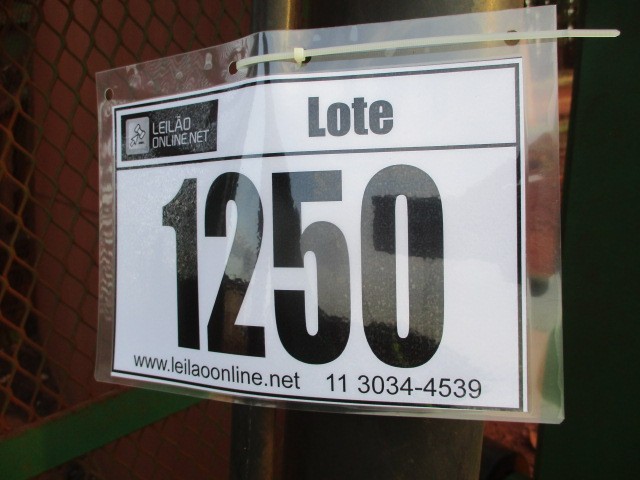 LEILÃO
ONLINE.NET
Lote
1250
www.leilaoonline.net 11 3034-4539